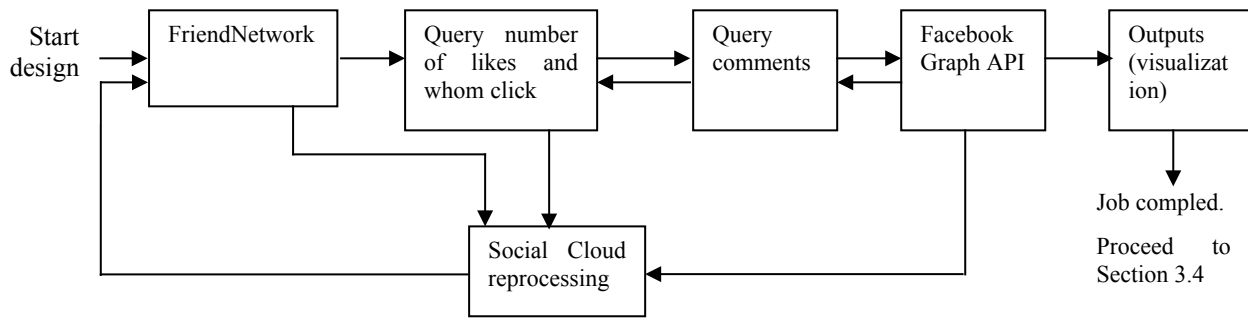 Start
design
FriendNetwork
Query number
of likes and
whom click
Query
comments
Facebook
Graph API
Outputs
(visualizat
ion)
Job compled.
Proceed to
Section 3.4
Social Cloud
reprocessing